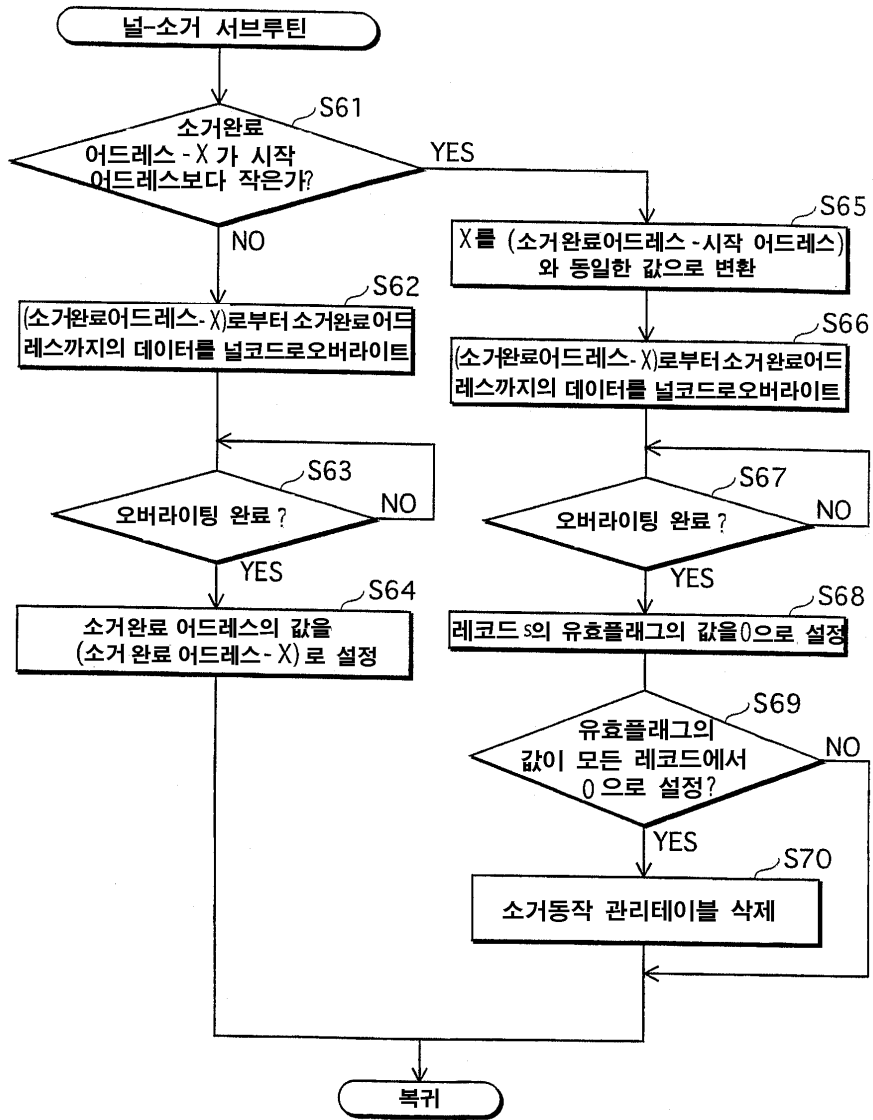 널-소거 서브루틴
S61
소거완료
어드레스 - X 가 시작
어드레스보다 작은가?
YES
NO
S62
(소거완료어드레스- X)로부터 소거완료어드
레스까지의 데이터를 널코드로오버라이트
S63
오버라이팅 완료 ?
NO
YES
S64
소거완료 어드레스의 값을
(소거 완료 어드레스 - X) 로 설정
S65
X를 (소거완료어드레스 -시작 어드레스)
와 동일한 값으로 변환
S66
(소거완료어드레스- X)로부터 소거완료어드
레스까지의 데이터를 널코드로오버라이트
S67
오버라이팅 완료 ?
NO
YES
S68
레코드 s의 유효플래그의 값을 0으로 설정
S69
유효플래그의
값이 모든 레코드에서
0 으로 설정?
NO
YES
S70
소거동작 관리테이블 삭제
복귀